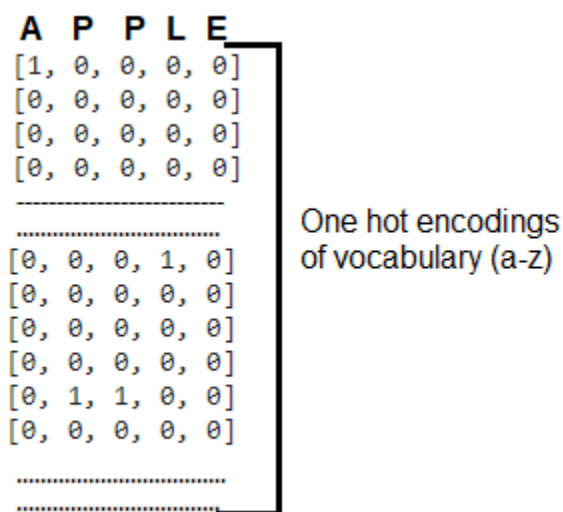 A P P L E
[1, 0, 0, 0, 0]
[0, 0, 0, 0, 0]
[0, 0, 0, 0, 0]
[0, 0, 0, 0, 0]
---------------------------
.......................................
[0, 0, 0, 1, 0]
[0, 0, 0, 0, 0]
[0, 0, 0, 0, 0]
[0, 0, 0, 0, 0]
[0, 1, 1, 0, 0]
[0, 0, 0, 0, 0]
.......................................
.......................................
One hot encodings
of vocabulary (a-z)